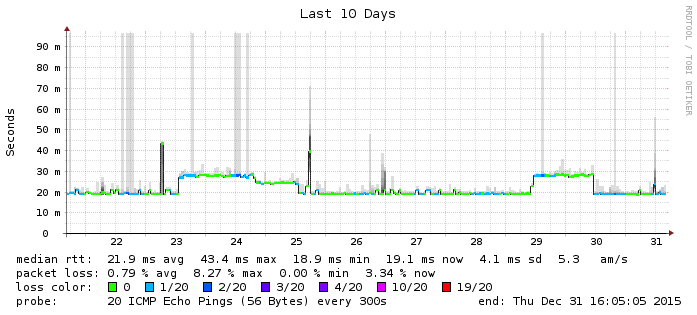 Last 10 Days
RRDTOOL / TOBI OETIKER
Seconds
90 m
80 m
70 m
60 m
50 m
40 m
30 m
20 m
10 m
0
22 23 24 25 26 27 28 29 30 31
median rtt: 21.9 ms avg 43.4 ms max 18.9 ms min 19.1 ms now 4.1 ms sd 5.3 am/s
packet loss: 0.79 % avg 8.27 % max 0.00 % min 3.34 % now
loss color: 0 1/20 2/20 3/20 4/20 10/20 19/20
probe: 20 ICMP Echo Pings (56 Bytes) every 300s end: Thu Dec 31 16:05:05 2015